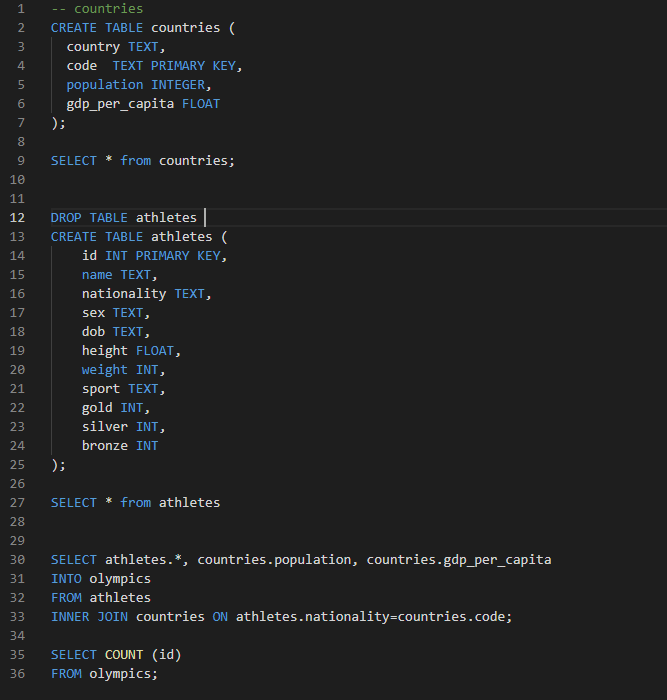 1 -- countries
2 CREATE TABLE countries (
3   country TEXT,
4   code  TEXT PRIMARY KEY,
5   population INTEGER,
6   gdp_per_capita FLOAT
7 );
8
9 SELECT * from countries;
10
11
12 DROP TABLE athletes
13 CREATE TABLE athletes (
14     id INT PRIMARY KEY,
15     name TEXT,
16     nationality TEXT,
17     sex TEXT,
18     dob TEXT,
19     height FLOAT,
20     weight INT,
21     sport TEXT,
22     gold INT,
23     silver INT,
24     bronze INT
25 );
26
27 SELECT * from athletes
28
29
30 SELECT athletes.*, countries.population, countries.gdp_per_capita
31 INTO olympics
32 FROM athletes
33 INNER JOIN countries ON athletes.nationality=countries.code;
34
35 SELECT COUNT (id)
36 FROM olympics;